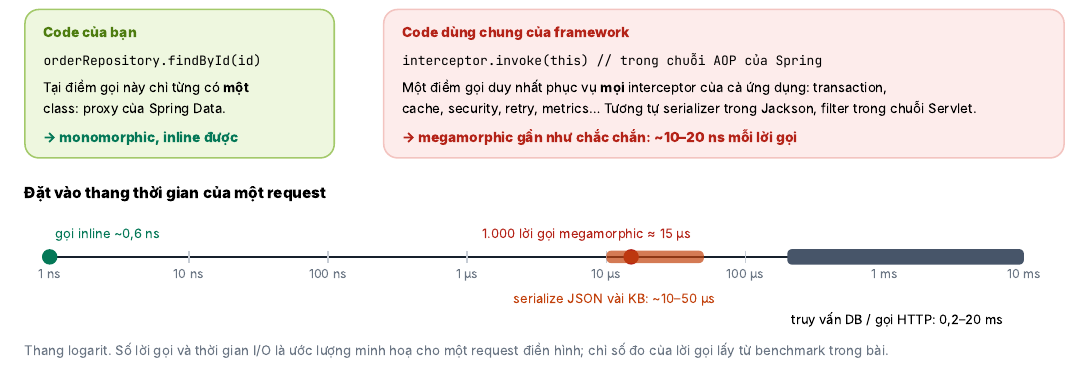 Code của bạn
orderRepository.findById(id)
Tại điểm gọi này chỉ từng có một
class: proxy của Spring Data.
→ monomorphic, inline được
Code dùng chung của framework
interceptor.invoke(this) // trong chuỗi AOP của Spring
Một điểm gọi duy nhất phục vụ mọi interceptor của cả ứng dụng: transaction,
cache, security, retry, metrics... Tương tự serializer trong Jackson, filter trong chuỗi Servlet.
→ megamorphic gần như chắc chắn: ~10–20 ns mỗi lời gọi
Đặt vào thang thời gian của một request
gọi inline ~0,6 ns
1.000 lời gọi megamorphic ≈ 15 µs
1 ns
10 ns
100 ns
1 µs
10 µs
100 µs
1 ms
10 ms
serialize JSON vài KB: ~10–50 µs
truy vấn DB / gọi HTTP: 0,2–20 ms
Thang logarit. Số lời gọi và thời gian I/O là ước lượng minh hoạ cho một request điển hình; chỉ số đo của lời gọi lấy từ benchmark trong bài.